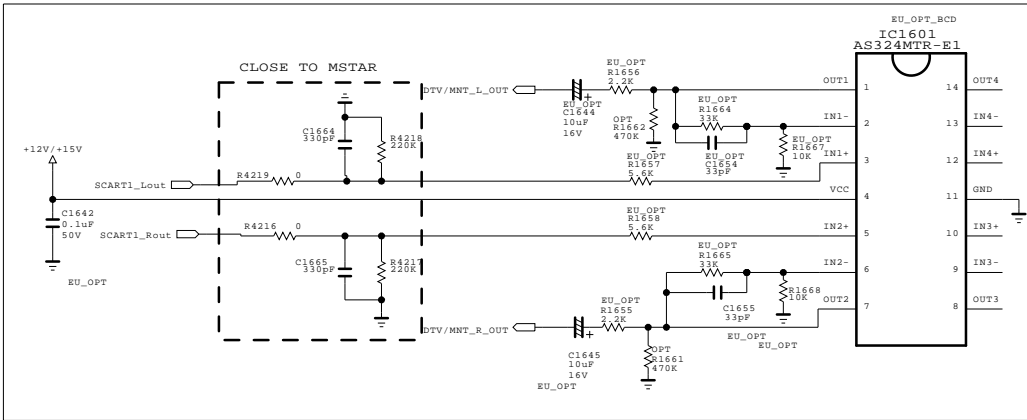 EU_OPT_BCD
IC1601
AS324MTR-E1
CLOSE TO MSTAR
DTV/MNT_L_OUT
EU_OPT
C1644
10uF
16V
EU_OPT
R1656
2.2K
OPT
R1662
470K
EU_OPT
R1664
33K
EU_OPT
C1654
33pF
EU_OPT
R1667
10K
OUT1
1
14
OUT4
IN1-
2
13
IN4-
IN1+
3
12
IN4+
VCC
4
11
GND
IN2+
5
10
IN3+
IN2-
6
9
IN3-
OUT2
7
8
OUT3
C1664
330pF
R4218
220K
+12V/+15V
SCART1_Lout
R4219
0
EU_OPT
R1657
5.6K
C1642
0.1uF
50V
EU_OPT
SCART1_Rout
R4216
0
EU_OPT
R1658
5.6K
C1665
330pF
R4217
220K
EU_OPT
R1665
33K
C1655
33pF
EU_OPT
R1668
10K
EU_OPT
DTV/MNT_R_OUT
C1645
10uF
16V
EU_OPT
EU_OPT
R1655
2.2K
OPT
R1661
470K